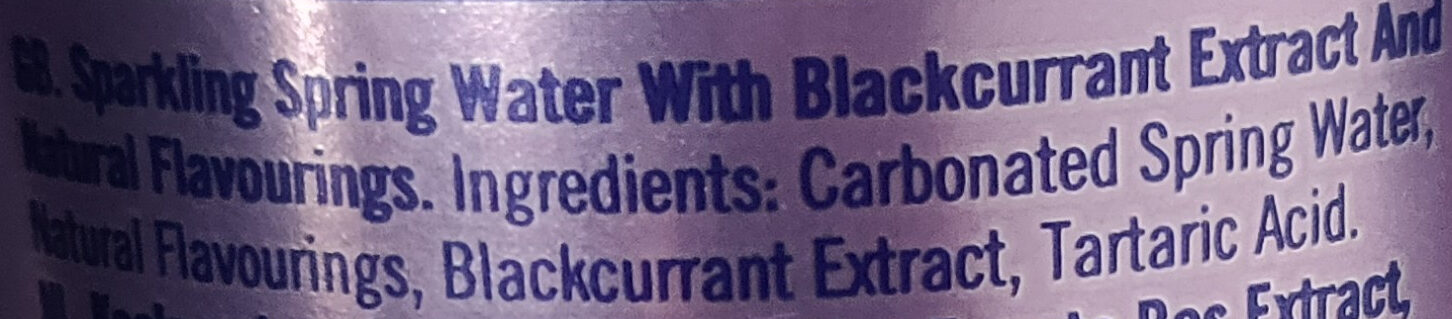 GB. Sparkling Spring Water With Blackcurrant Extract And
Natural Flavourings. Ingredients: Carbonated Spring Water,
Natural Flavourings, Blackcurrant Extract, Tartaric Acid.
Extract,